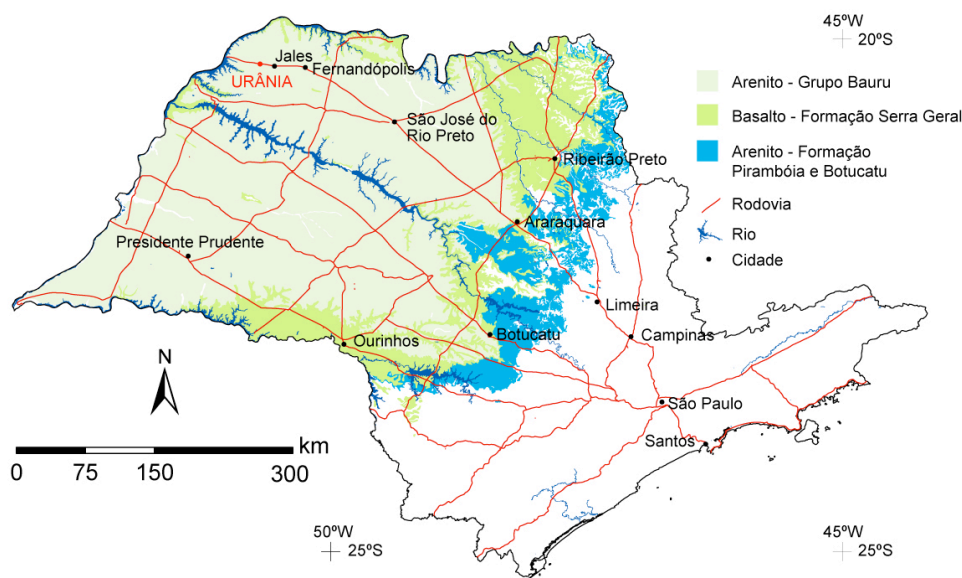 45ºW
20ºS
Jales
Fernandópolis
URÂNIA
Arenito - Grupo Bauru
São José do
Rio Preto
Basalto - Formação Serra Geral
Ribeirão Preto
Arenito - Formação
Pirambóia e Botucatu
Rodovia
Araraquara
Rio
Presidente Prudente
Cidade
Limeira
Ourinhos
Botucatu
Campinas
N
São Paulo
km
Santos
0 75 150 300
50ºW
25ºS
45ºW
25ºS